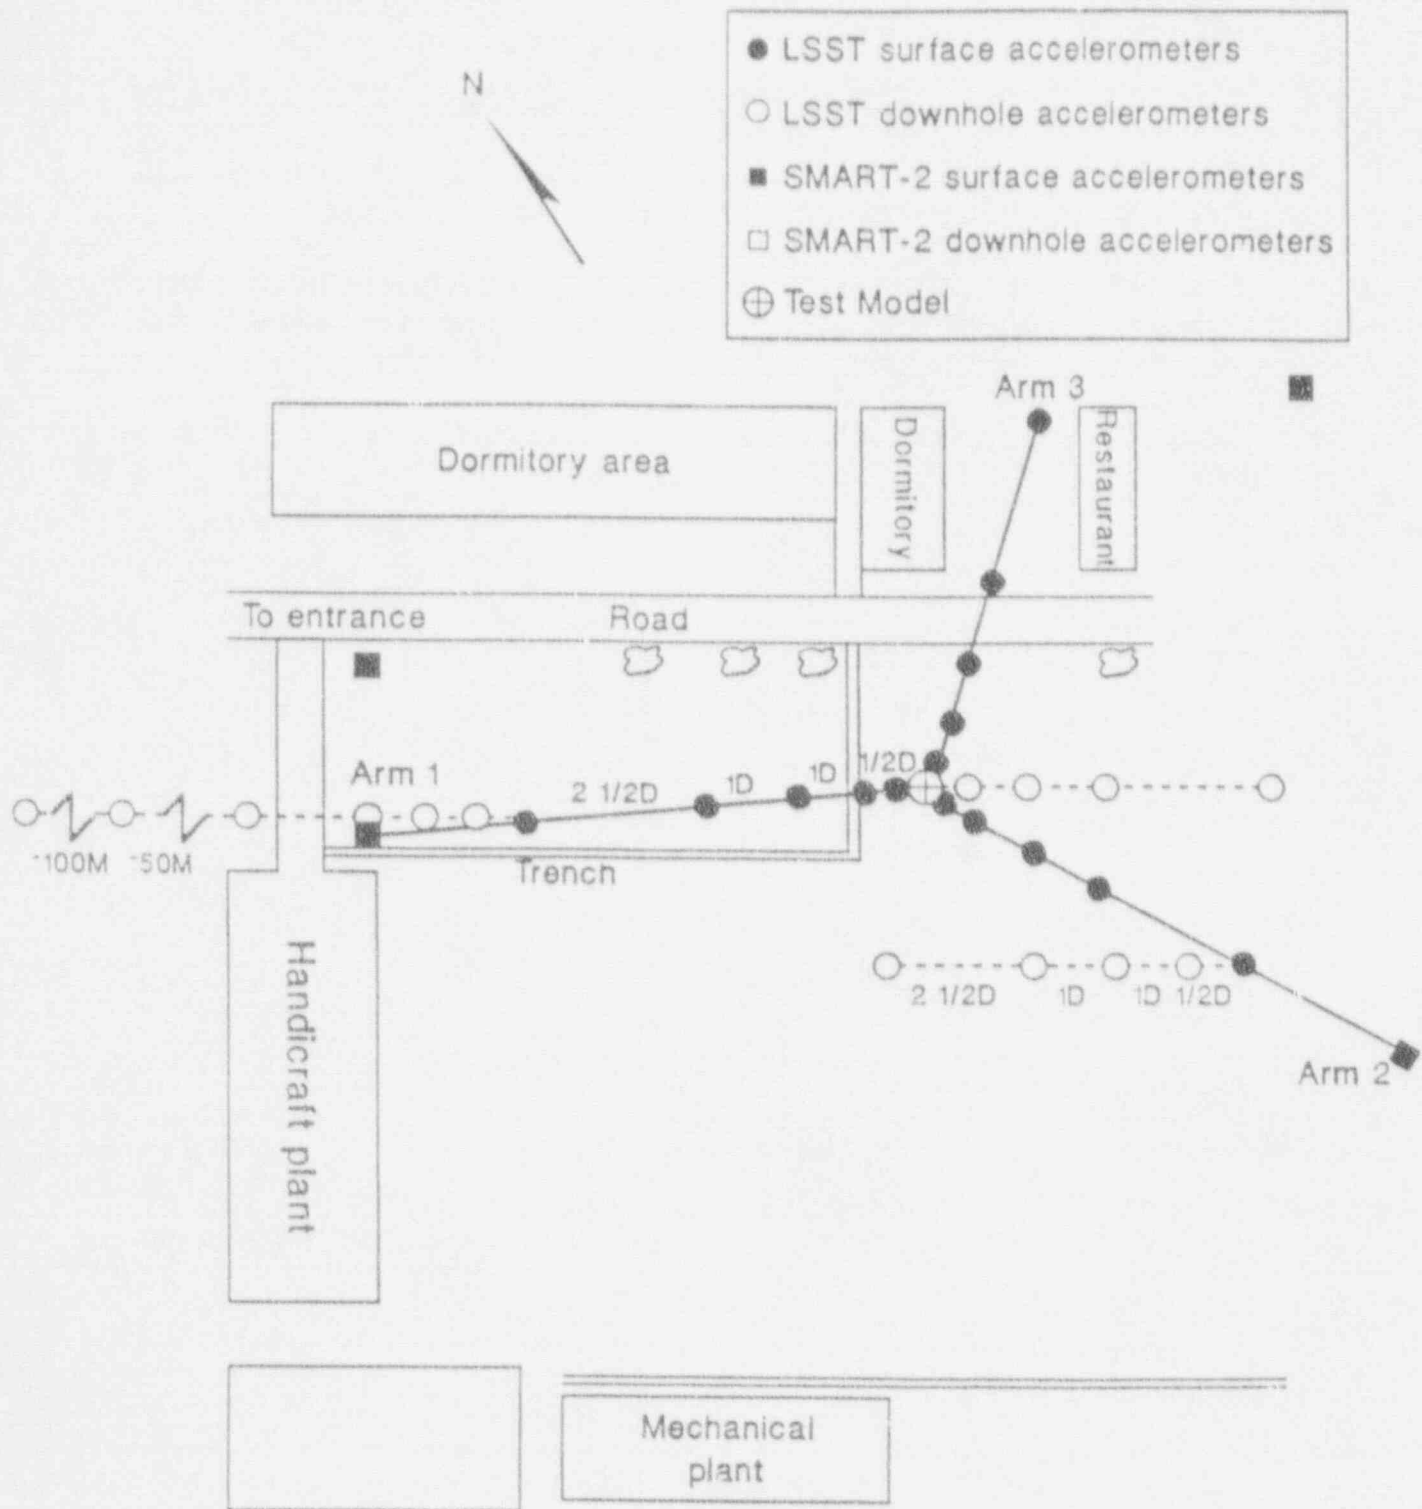 N
LSST surface accelerometers
LSST downhole accelerometers
SMART-2 surface accelerometers
SMART-2 downhole accelerometers
Test Model
Arm 3
Dormitory area
Dormitory
Restaurant
To entrance
Road
Arm 1
2 1/2D
1D
1D
1/2D
~100M
~50M
Trench
2 1/2D
1D
1D
1/2D
Arm 2
Handicraft plant
Mechanical
plant